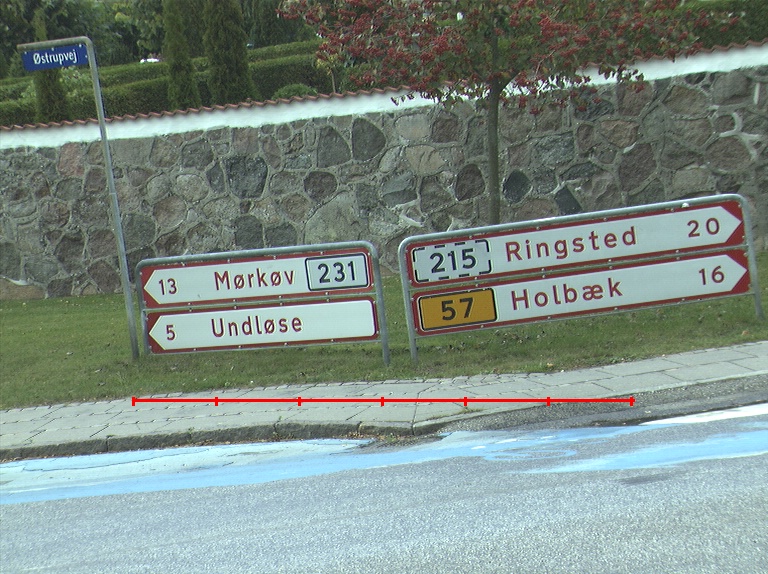 Østrupvej
13 Mørkøv 231
5 Undløse
215 Ringsted 20
57 Holbæk 16